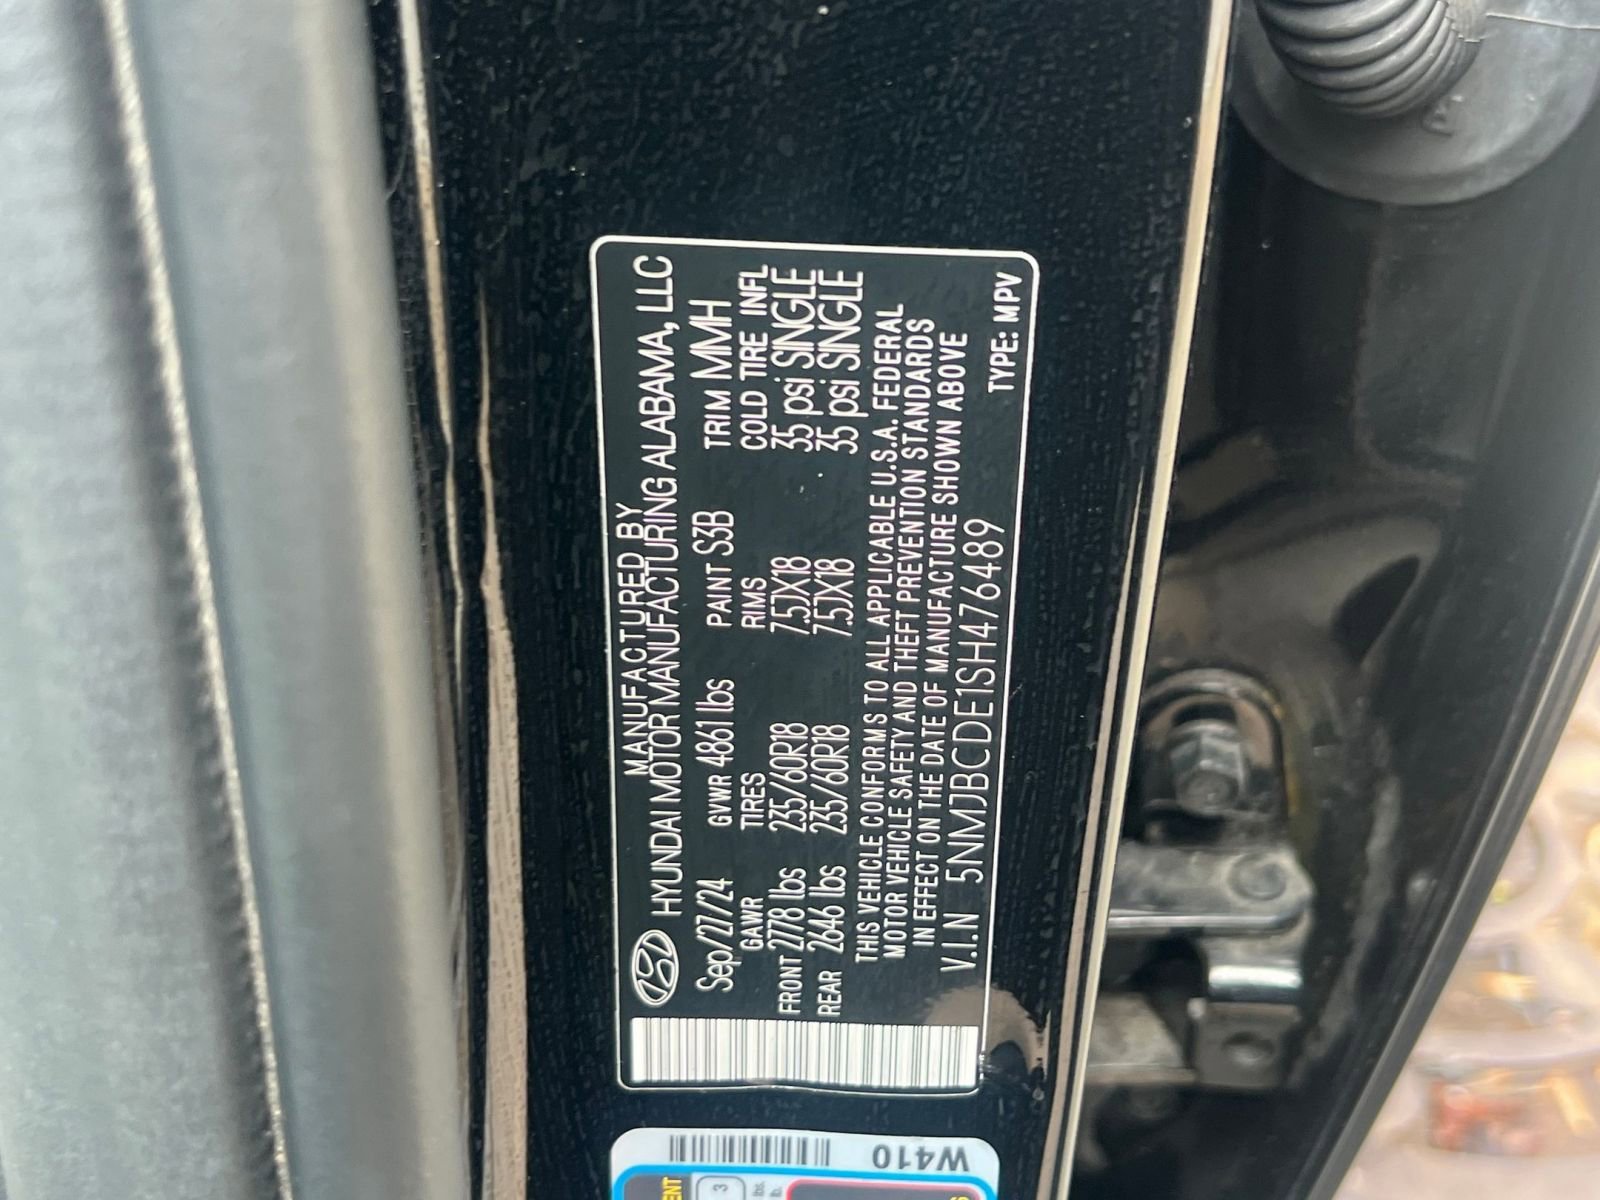 MANUFACTURED BY
HYUNDAI MOTOR MANUFACTURING ALABAMA, LLC
Sep/27/24 GVWR 4861 lbs PAINT S3B TRIM MMH
GAWR TIRES RIMS COLD TIRE INFL
FRONT 2778 lbs 235/60R18 7.5JX18 35 psi SINGLE
REAR 2646 lbs 235/60R18 7.5JX18 35 psi SINGLE
THIS VEHICLE CONFORMS TO ALL APPLICABLE U.S.A. FEDERAL
MOTOR VEHICLE SAFETY AND THEFT PREVENTION STANDARDS
IN EFFECT ON THE DATE OF MANUFACTURE SHOWN ABOVE
V.I.N 5NMJBCDE1SH476489
TYPE: MPV
W410
3
lbs.
lb.